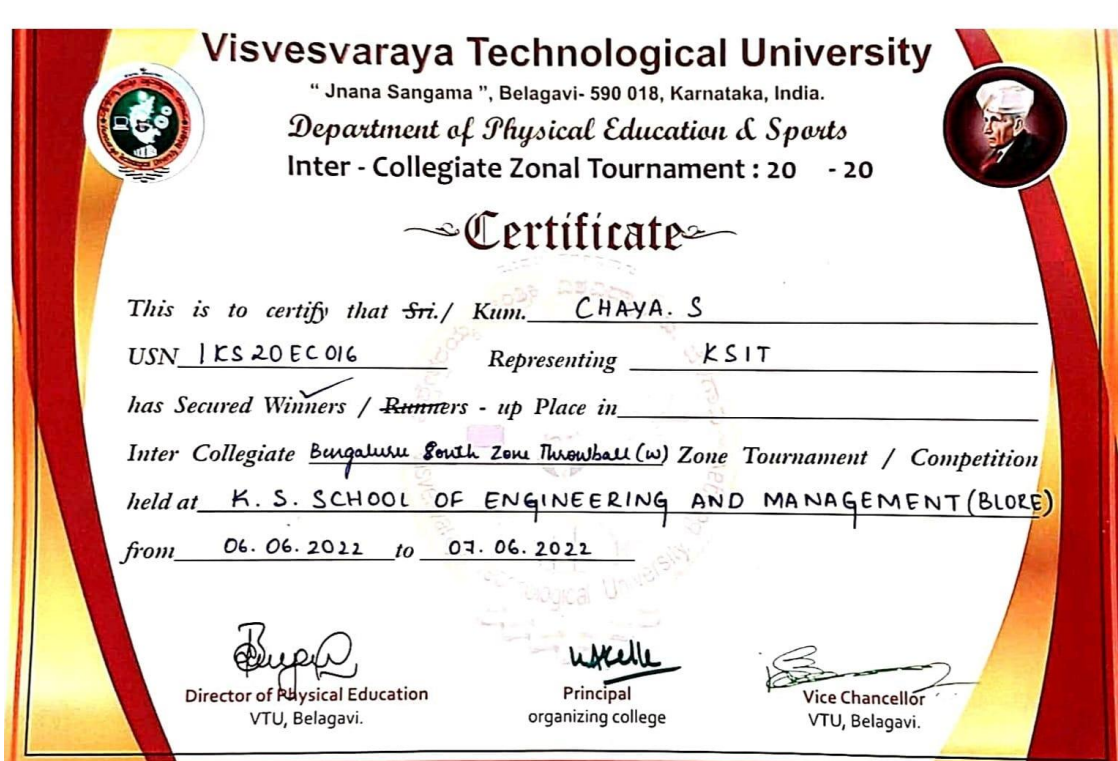 Visvesvaraya Technological University
" Jnana Sangama ", Belagavi- 590 018, Karnataka, India.
Department of Physical Education & Sports
Inter - Collegiate Zonal Tournament : 20 - 20
Certificate
This is to certify that Sri./ Kum. CHAYA. S
USN 1KS20EC016 Representing KSIT
has Secured Winners / Runners - up Place in
Inter Collegiate Bengaluru South Zone Throwball (W) Zone Tournament / Competition
held at K. S. SCHOOL OF ENGINEERING AND MANAGEMENT (BLORE)
from 06. 06. 2022 to 07. 06. 2022
Director of Physical Education
VTU, Belagavi.
Principal
organizing college
Vice Chancellor
VTU, Belagavi.